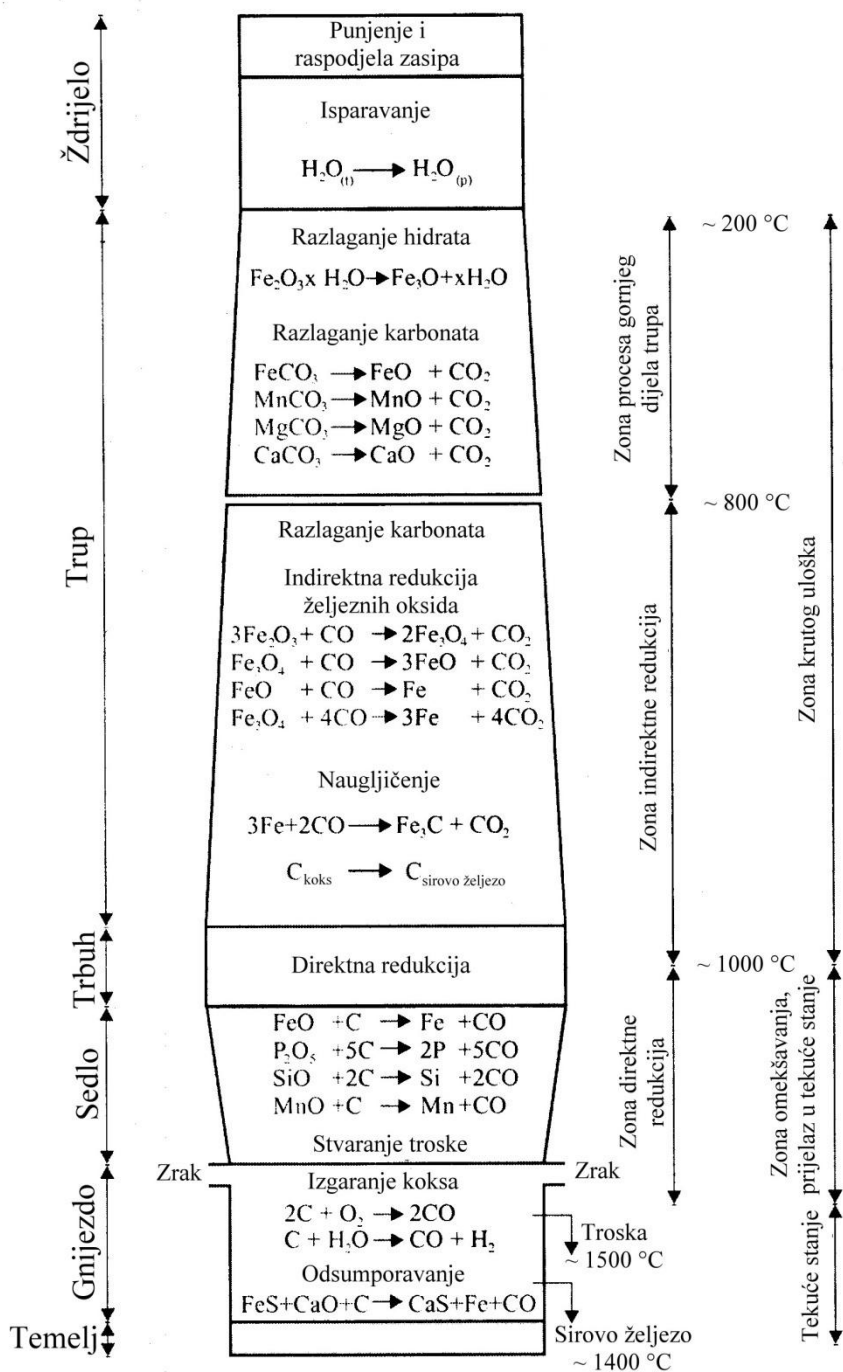 Punjenje i
raspodjela zasipa
Isparavanje
H₂O(t) → H₂O(p)
Ždrijelo
Razlaganje hidrata
Fe₂O₃x H₂O→Fe₃O+xH₂O
Razlaganje karbonata
FeCO₃ → FeO + CO₂
MnCO₃ → MnO + CO₂
MgCO₃ → MgO + CO₂
CaCO₃ → CaO + CO₂
Razlaganje karbonata
Indirektna redukcija
željeznih oksida
3Fe₂O₃ + CO → 2Fe₃O₄ + CO₂
Fe₃O₄ + CO → 3FeO + CO₂
FeO + CO → Fe + CO₂
Fe₃O₄ + 4CO → 3Fe + 4CO₂
Naugljičenje
3Fe+2CO → Fe₃C + CO₂
C koks → C sirovo željezo
Trup
Direktna redukcija
Trbuh
FeO +C → Fe +CO
P₂O₅ +5C → 2P +5CO
SiO +2C → Si +2CO
MnO +C → Mn +CO
Stvaranje troske
Sedlo
Zrak
Zrak
Izgaranje koksa
2C + O₂ → 2CO
C + H₂O → CO + H₂
Odsumporavanje
FeS+CaO+C → CaS+Fe+CO
Gnijezdo
Temelj
Troska
~ 1500 °C
Sirovo željezo
~ 1400 °C
~ 200 °C
~ 800 °C
~ 1000 °C
Zona procesa gornjeg
dijela trupa
Zona indirektne redukcija
Zona direktne
redukcija
Zona krutog uloška
Zona omekšavanja,
prijelaz u tekuće stanje
Tekuće stanje